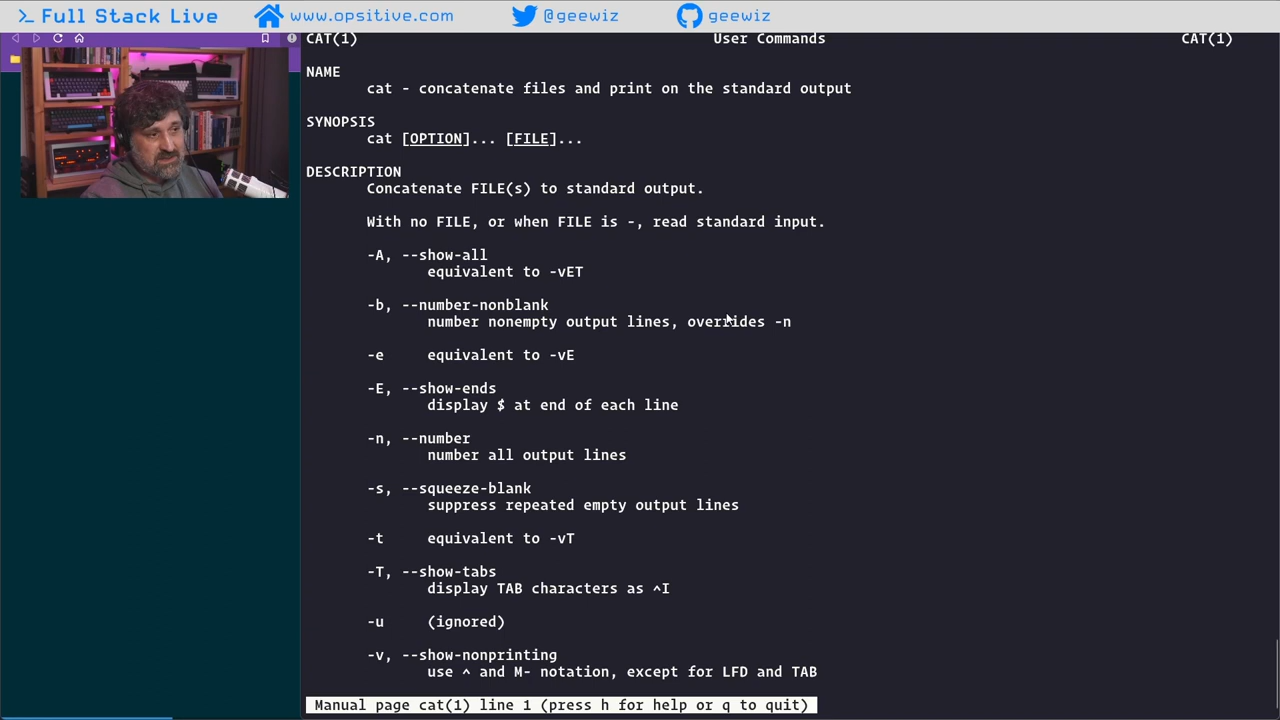 >_ Full Stack Live www.opsitive.com @geewiz geewiz
CAT(1) User Commands CAT(1)
NAME
cat - concatenate files and print on the standard output
SYNOPSIS
cat [OPTION]... [FILE]...
DESCRIPTION
Concatenate FILE(s) to standard output.
With no FILE, or when FILE is -, read standard input.
-A, --show-all
equivalent to -vET
-b, --number-nonblank
number nonempty output lines, overrides -n
-e equivalent to -vE
-E, --show-ends
display $ at end of each line
-n, --number
number all output lines
-s, --squeeze-blank
suppress repeated empty output lines
-t equivalent to -vT
-T, --show-tabs
display TAB characters as ^I
-u (ignored)
-v, --show-nonprinting
use ^ and M- notation, except for LFD and TAB
Manual page cat(1) line 1 (press h for help or q to quit)